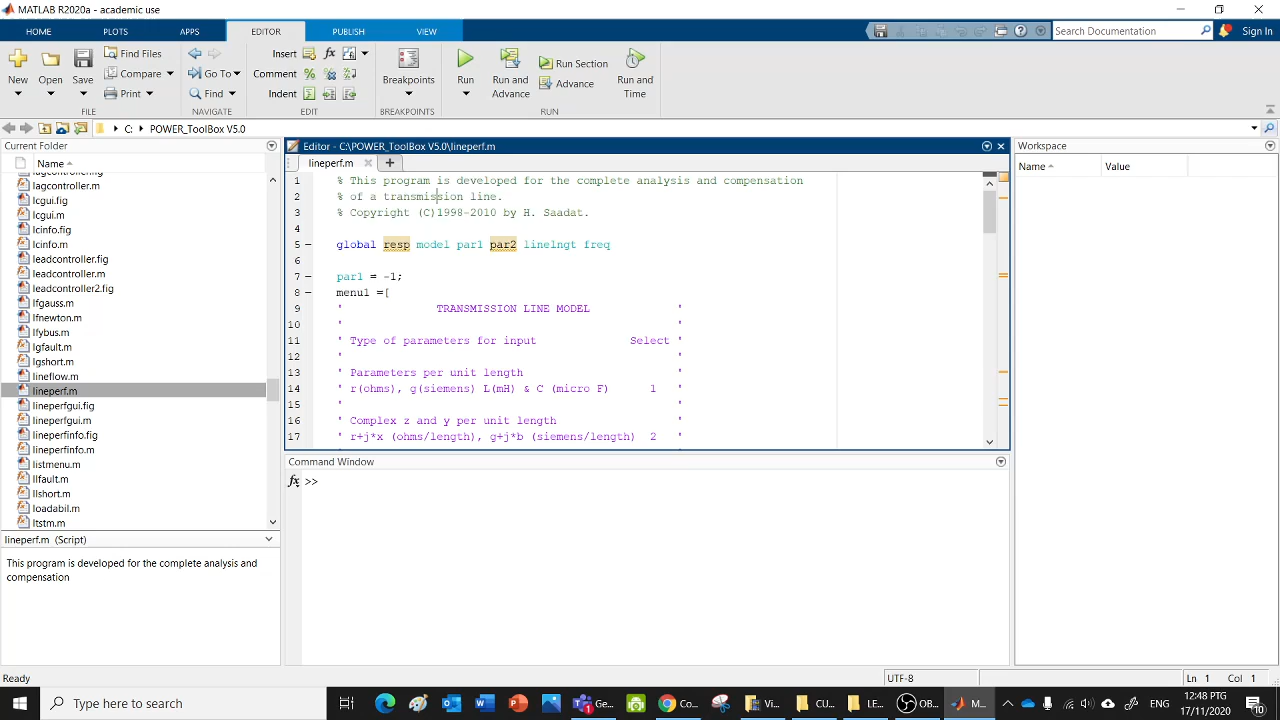 MATLAB R2020a - academic use
HOME PLOTS APPS EDITOR PUBLISH VIEW
Search Documentation
Sign In
New Open Save
Find Files
Compare
Print
Go To
Find
Insert
Comment
Indent
Breakpoints
Run
Run and Advance
Run Section
Advance
Run and Time
FILE NAVIGATE EDIT BREAKPOINTS RUN
C: POWER_ToolBox V5.0
Current Folder
Name
lagcontroller.fig
lagcontroller.m
lcgui.fig
lcgui.m
lcinfo.fig
lcinfo.m
leadcontroller.fig
leadcontroller.m
leadcontroller2.fig
lfgauss.m
lfnewton.m
lfybus.m
lgfault.m
lgshort.m
lineflow.m
lineperf.m
lineperfgui.fig
lineperfgui.m
lineperfinfo.fig
lineperfinfo.m
listmenu.m
llfault.m
llshort.m
loadabil.m
ltstm.m
lineperf.m (Script)
This program is developed for the complete analysis and
compensation
Editor - C:\POWER_ToolBox V5.0\lineperf.m
lineperf.m
1 % This program is developed for the complete analysis and compensation
2 % of a transmission line.
3 % Copyright (C)1998-2010 by H. Saadat.
4
5 global resp model par1 par2 linelngt freq
6
7 par1 = -1;
8 menu1 =[
9 ' TRANSMISSION LINE MODEL '
10 ' '
11 ' Type of parameters for input Select '
12 ' '
13 ' Parameters per unit length '
14 ' r(ohms), g(siemens) L(mH) & C (micro F) 1 '
15 ' '
16 ' Complex z and y per unit length '
17 ' r+j*x (ohms/length), g+j*b (siemens/length) 2 '
Command Window
fx >>
Workspace
Name Value
Ready
UTF-8
Ln 1 Col 1
Type here to search
Ge...
Co...
Vi...
CU...
LE...
OB...
M...
ENG
12:48 PTG
17/11/2020
10